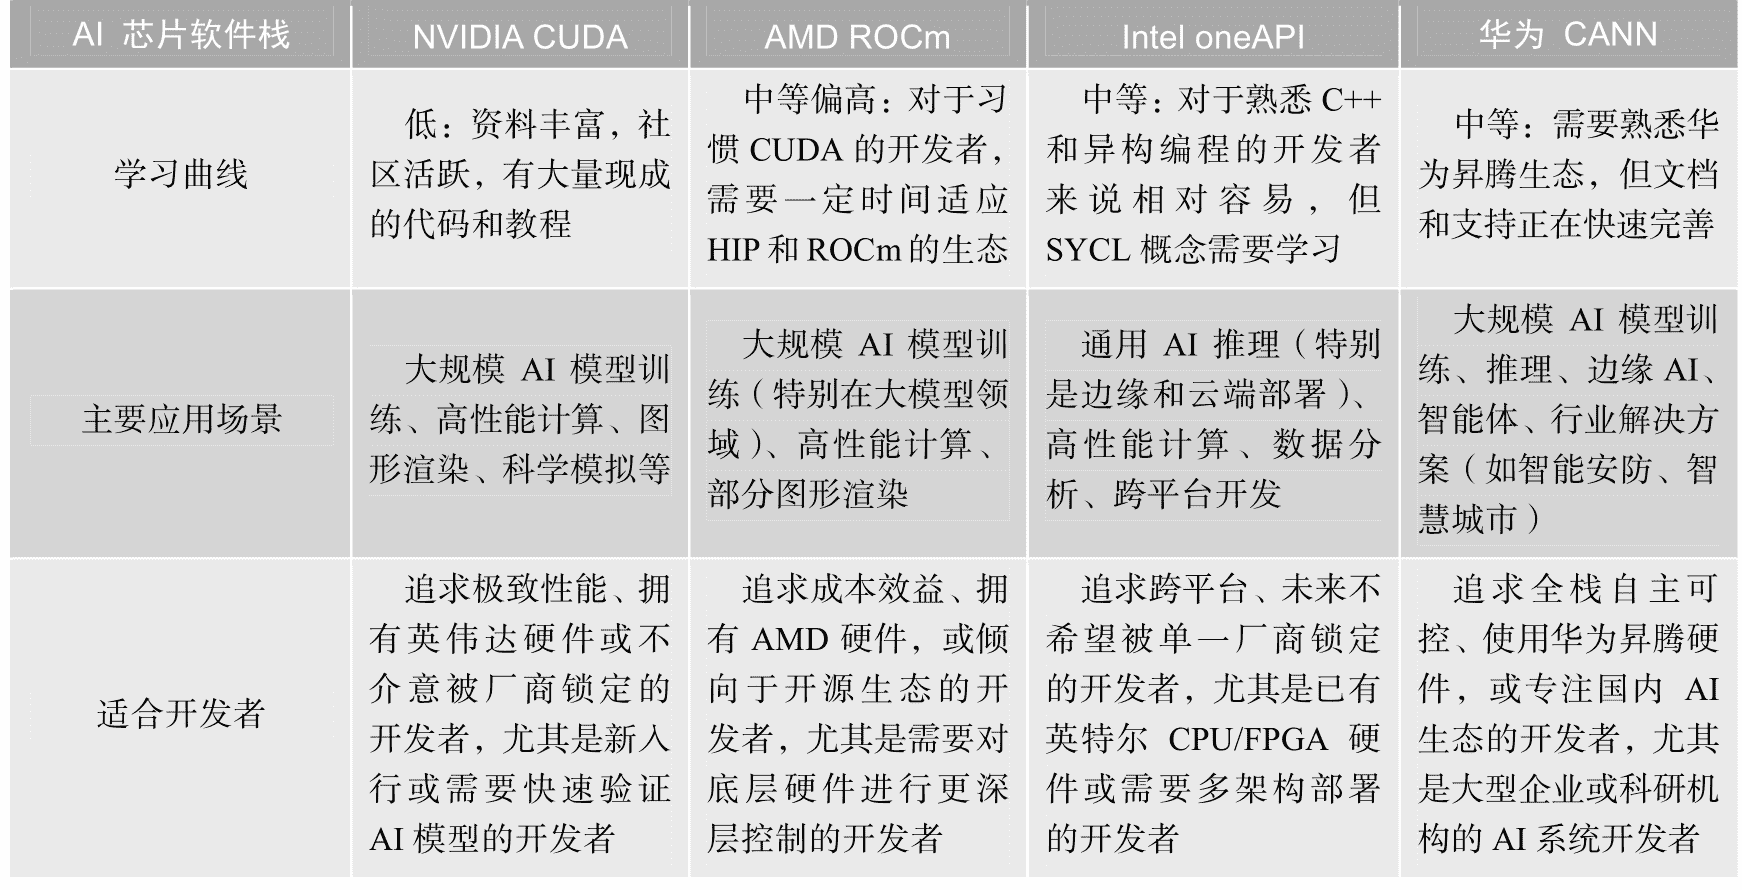 AI 芯片软件栈
NVIDIA CUDA
AMD ROCm
Intel oneAPI
华为 CANN
学习曲线
低：资料丰富，社
区活跃，有大量现成
的代码和教程
中等偏高：对于习
惯 CUDA 的开发者，
需要一定时间适应
HIP 和 ROCm 的生态
中等：对于熟悉 C++
和异构编程的开发者
来说相对容易，但
SYCL 概念需要学习
中等：需要熟悉华
为昇腾生态，但文档
和支持正在快速完善
主要应用场景
大规模 AI 模型训
练、高性能计算、图
形渲染、科学模拟等
大规模 AI 模型训
练（特别在大模型领
域）、高性能计算、
部分图形渲染
通用 AI 推理（特别
是边缘和云端部署）、
高性能计算、数据分
析、跨平台开发
大规模 AI 模型训
练、推理、边缘 AI、
智能体、行业解决方
案（如智能安防、智
慧城市）
适合开发者
追求极致性能、拥
有英伟达硬件或不
介意被厂商锁定的
开发者，尤其是新入
行或需要快速验证
AI 模型的开发者
追求成本效益、拥
有 AMD 硬件，或倾
向于开源生态的开
发者，尤其是需要对
底层硬件进行更深
层控制的开发者
追求跨平台、未来不
希望被单一厂商锁定
的开发者，尤其是已有
英特尔 CPU/FPGA 硬
件或需要多架构部署
的开发者
追求全栈自主可
控、使用华为昇腾硬
件，或专注国内 AI
生态的开发者，尤其
是大型企业或科研机
构的 AI 系统开发者